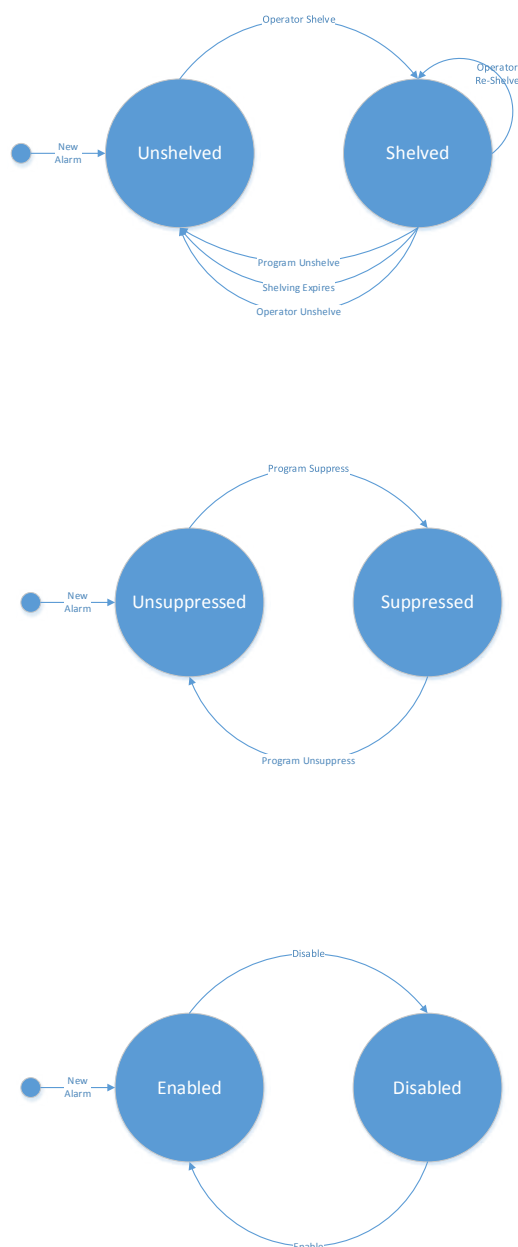 Operator Shelve
Operator
Re-Shelve
New
Alarm
Unshelved
Shelved
Program Unshelve
Shelving Expires
Operator Unshelve
Program Suppress
New
Alarm
Unsuppressed
Suppressed
Program Unsuppress
Disable
New
Alarm
Enabled
Disabled
Enable